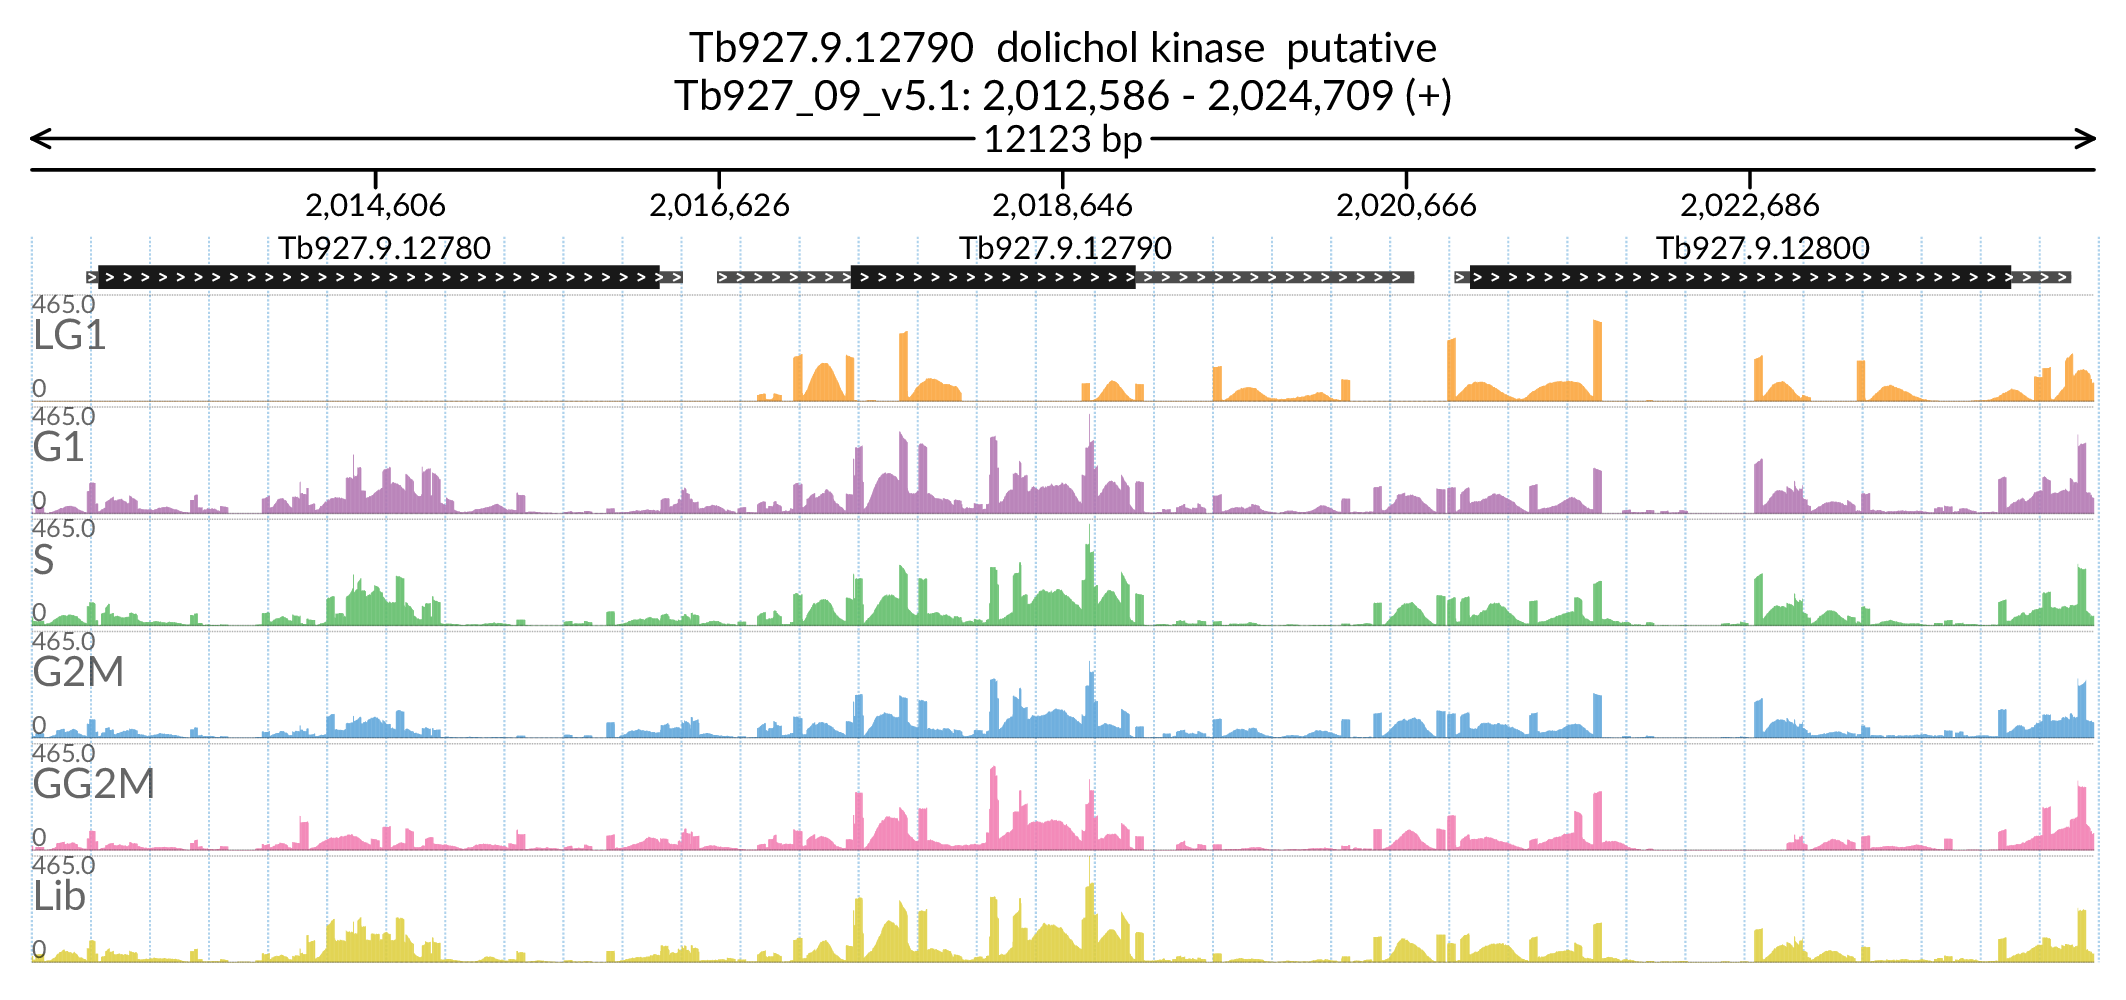 Tb927.9.12790 dolichol kinase putative
Tb927_09_v5.1: 2,012,586 - 2,024,709 (+)
12123 bp
2,014,606 2,016,626 2,018,646 2,020,666 2,022,686
Tb927.9.12780 Tb927.9.12790 Tb927.9.12800
465.0
LG1
0
465.0
G1
0
465.0
S
0
465.0
G2M
0
465.0
GG2M
0
465.0
Lib
0